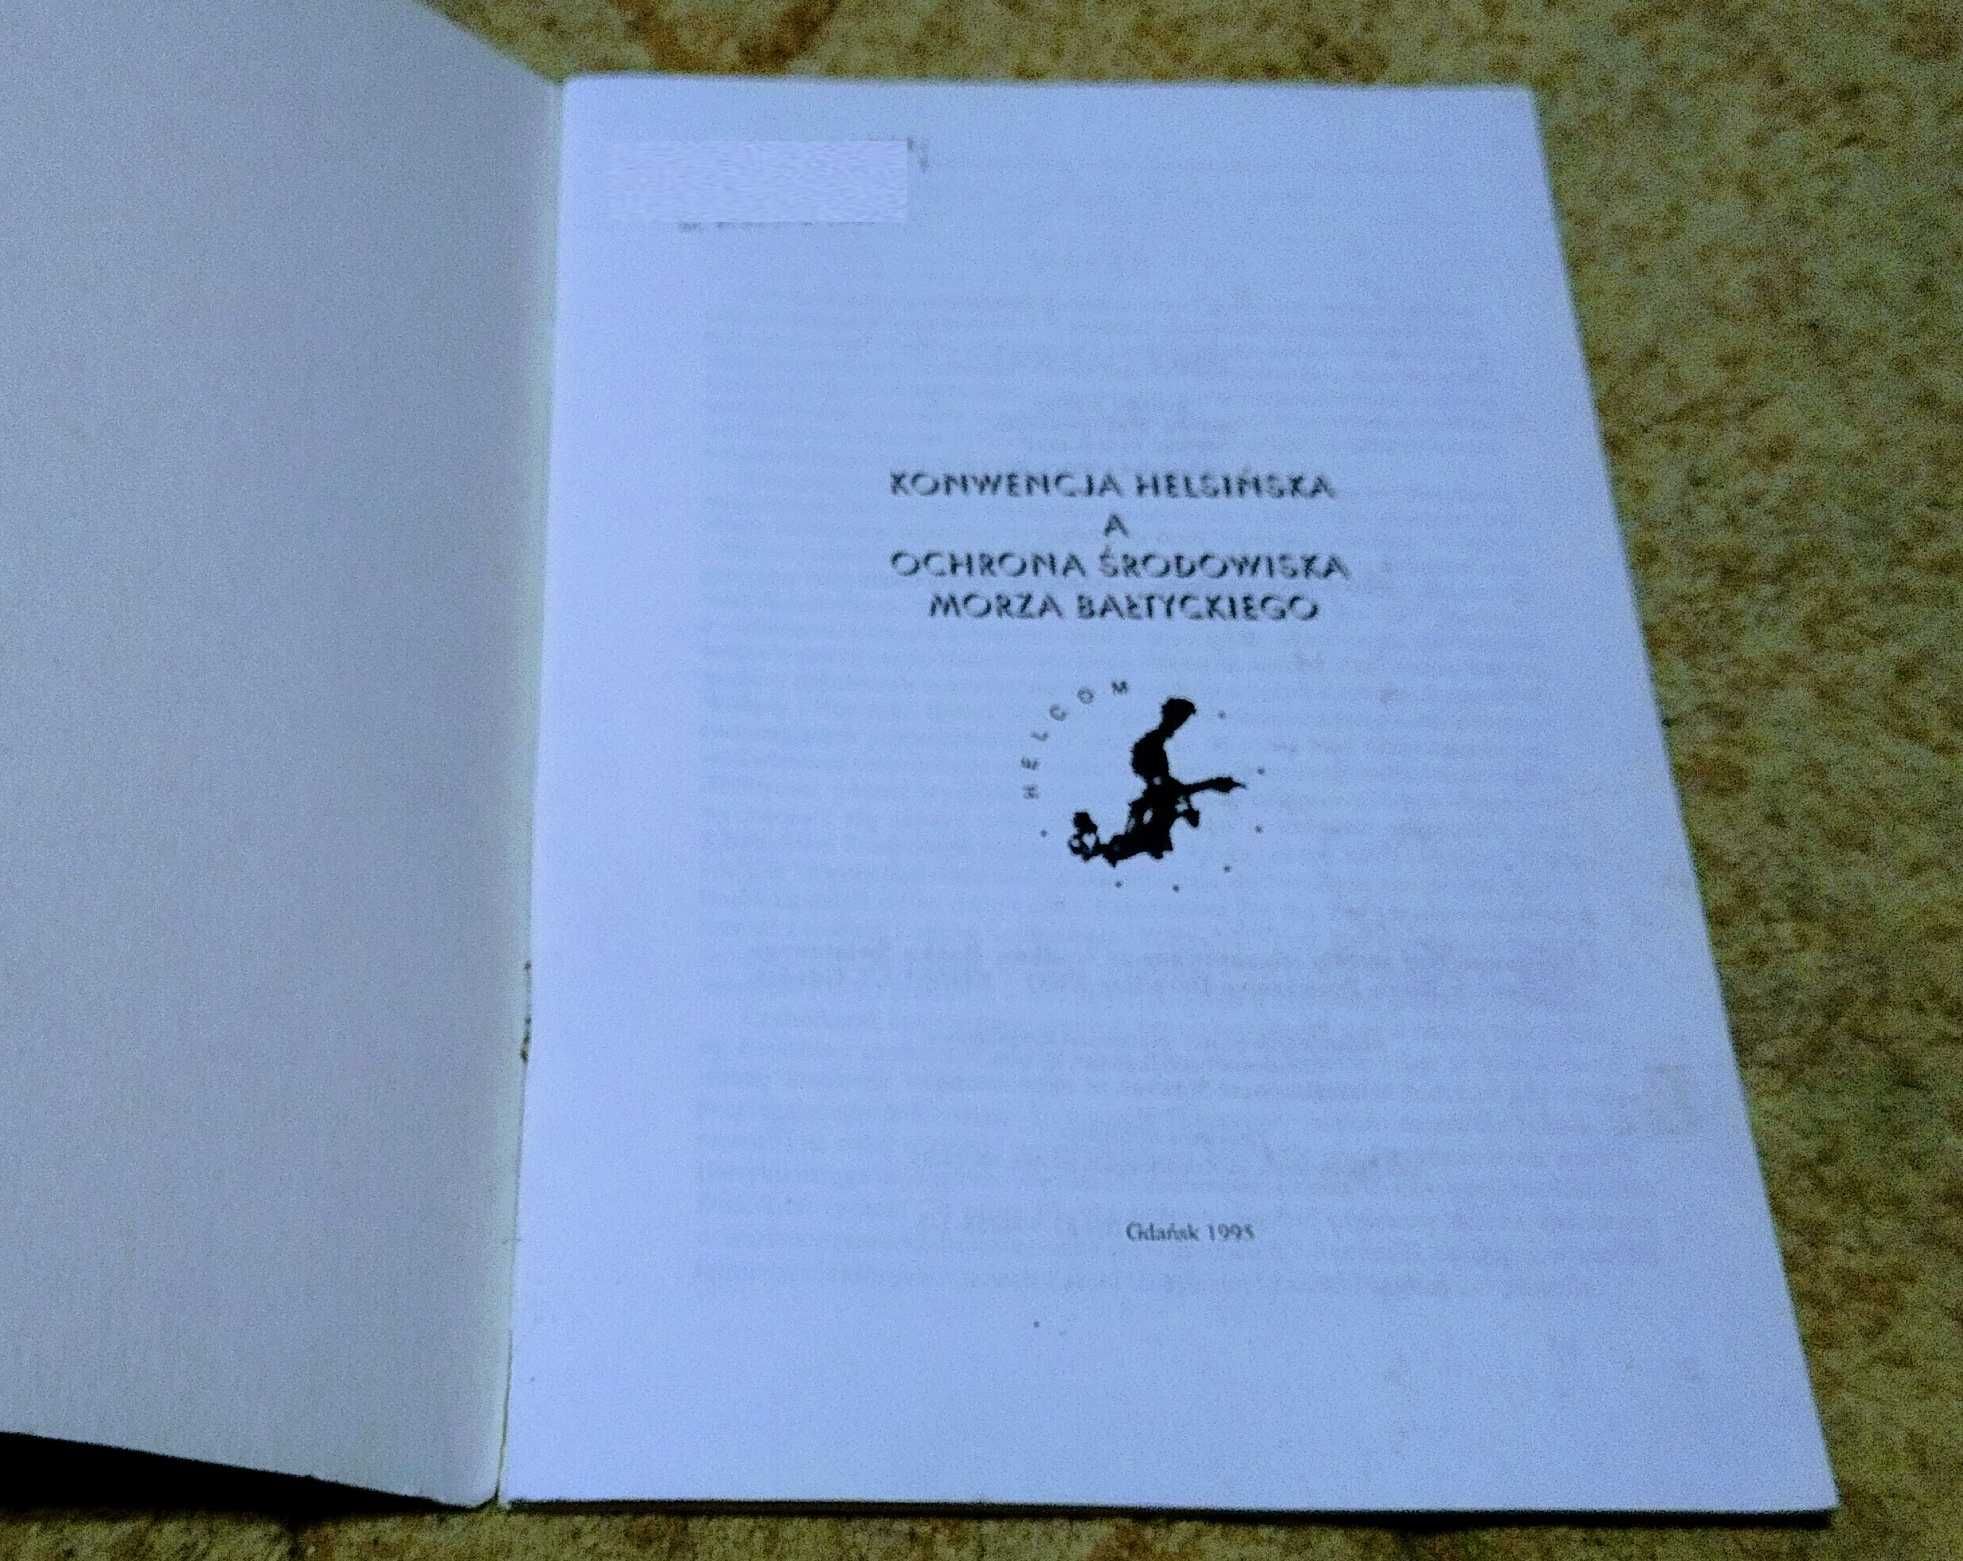 KONWENCJA HELSIŃSKA
A
OCHRONA ŚRODOWISKA
MORZA BAŁTYCKIEGO
HELCOM
Gdańsk 1995